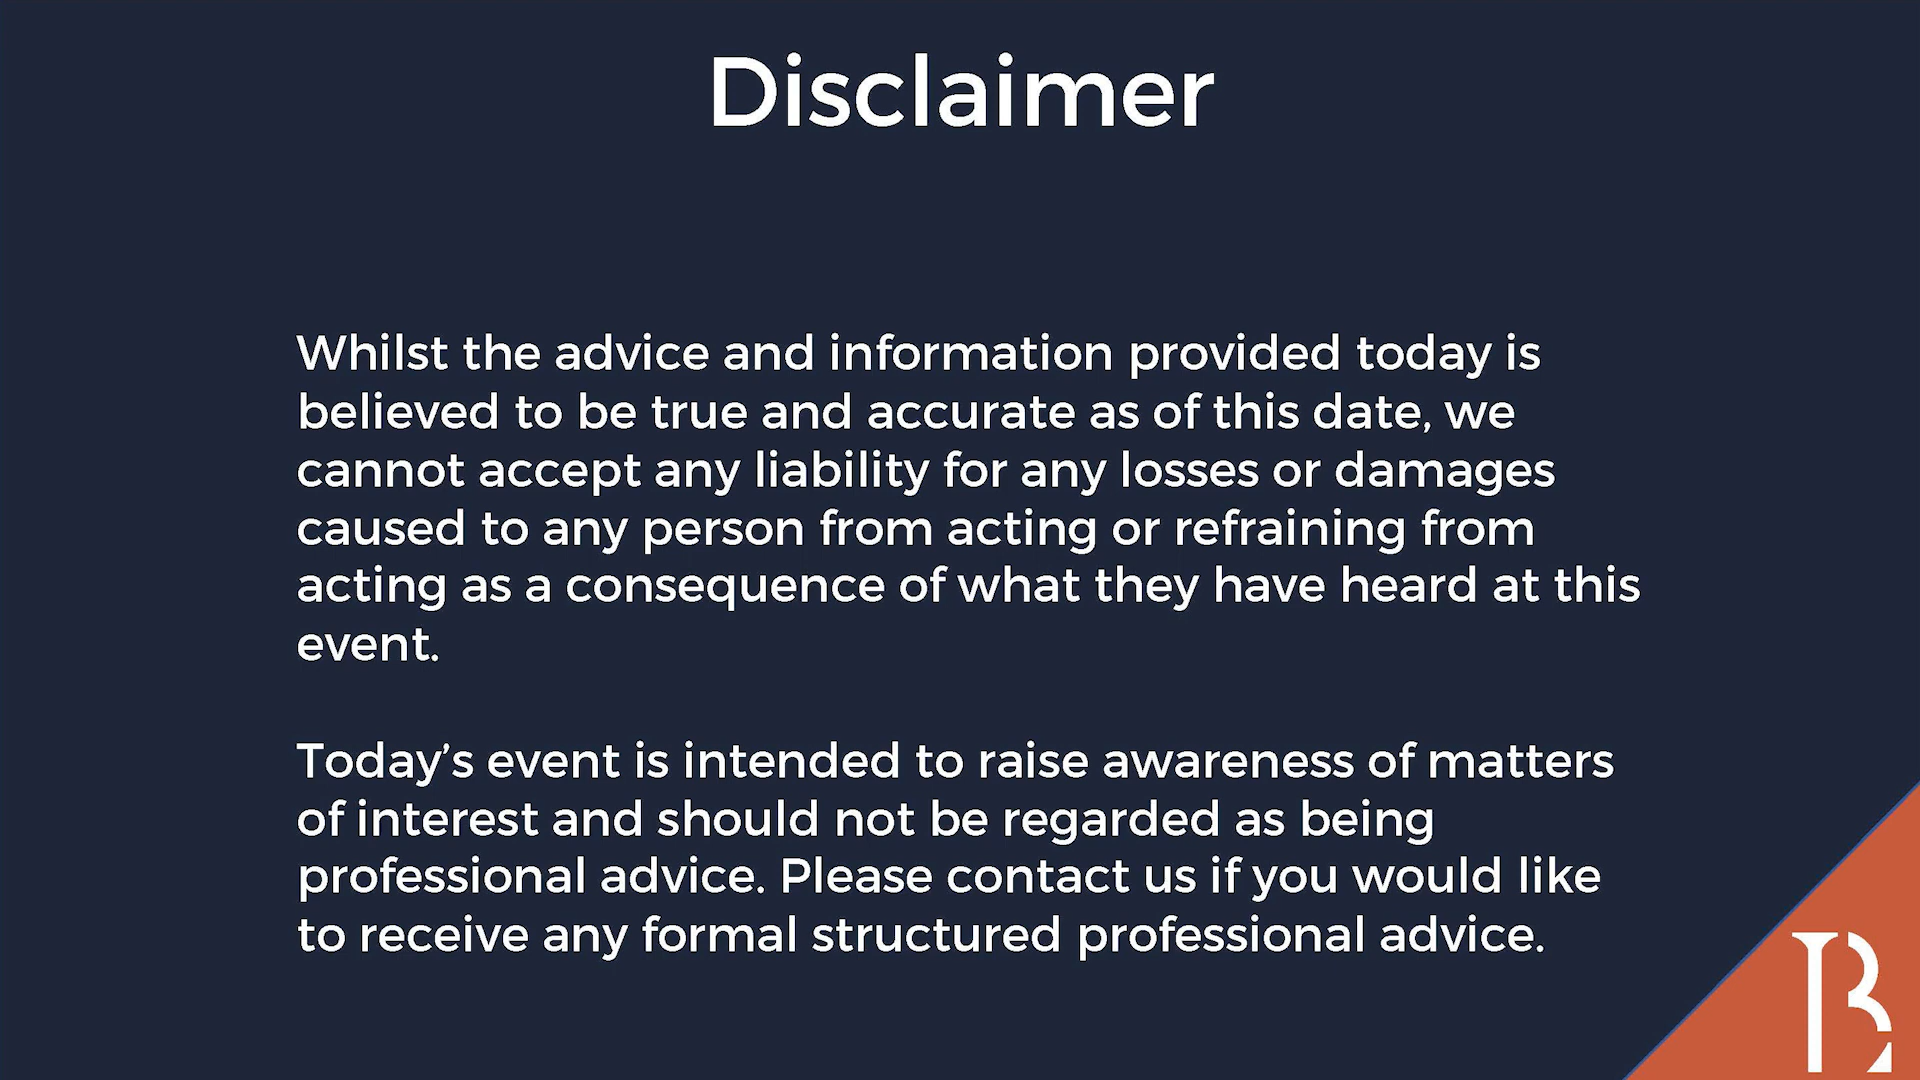 Disclaimer
Whilst the advice and information provided today is
believed to be true and accurate as of this date, we
cannot accept any liability for any losses or damages
caused to any person from acting or refraining from
acting as a consequence of what they have heard at this
event.
Today’s event is intended to raise awareness of matters
of interest and should not be regarded as being
professional advice. Please contact us if you would like
to receive any formal structured professional advice.